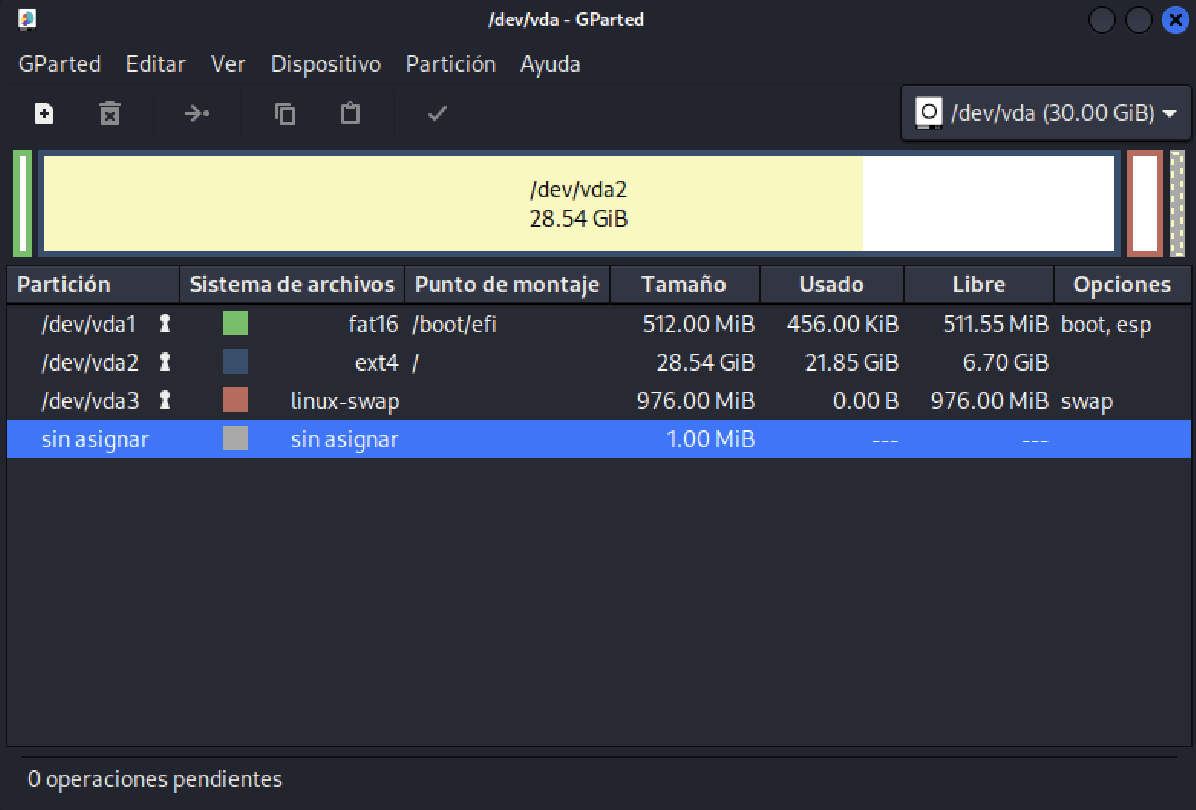 /dev/vda - GParted
GParted Editar Ver Dispositivo Partición Ayuda
/dev/vda (30.00 GiB)
/dev/vda2
28.54 GiB
Partición Sistema de archivos Punto de montaje Tamaño Usado Libre Opciones
/dev/vda1 fat16 /boot/efi 512.00 MiB 456.00 KiB 511.55 MiB boot, esp
/dev/vda2 ext4 / 28.54 GiB 21.85 GiB 6.70 GiB
/dev/vda3 linux-swap 976.00 MiB 0.00 B 976.00 MiB swap
sin asignar sin asignar 1.00 MiB --- ---
0 operaciones pendientes